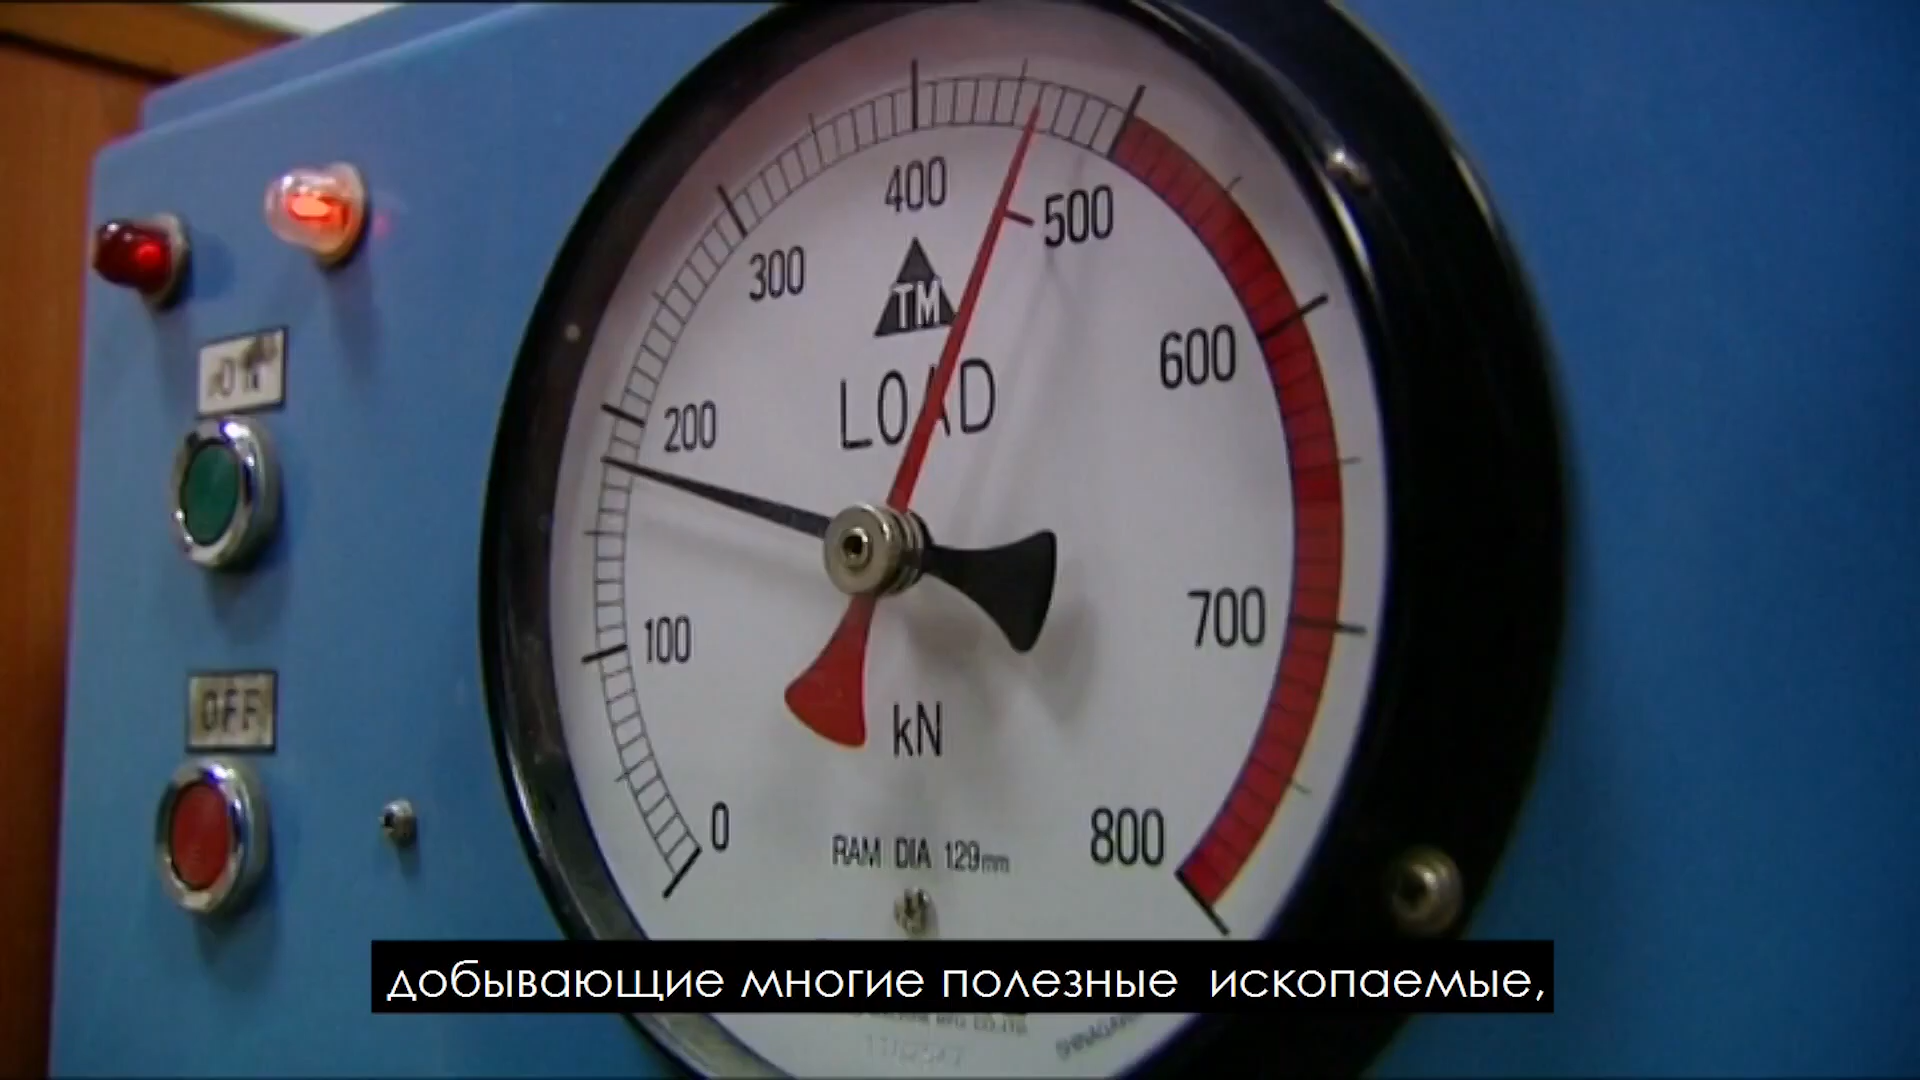 400
500
300
TM
600
200
LOAD
100
700
kN
OFF
0
800
RAM DIA 129mm
добывающие многие полезные искoпаемые,